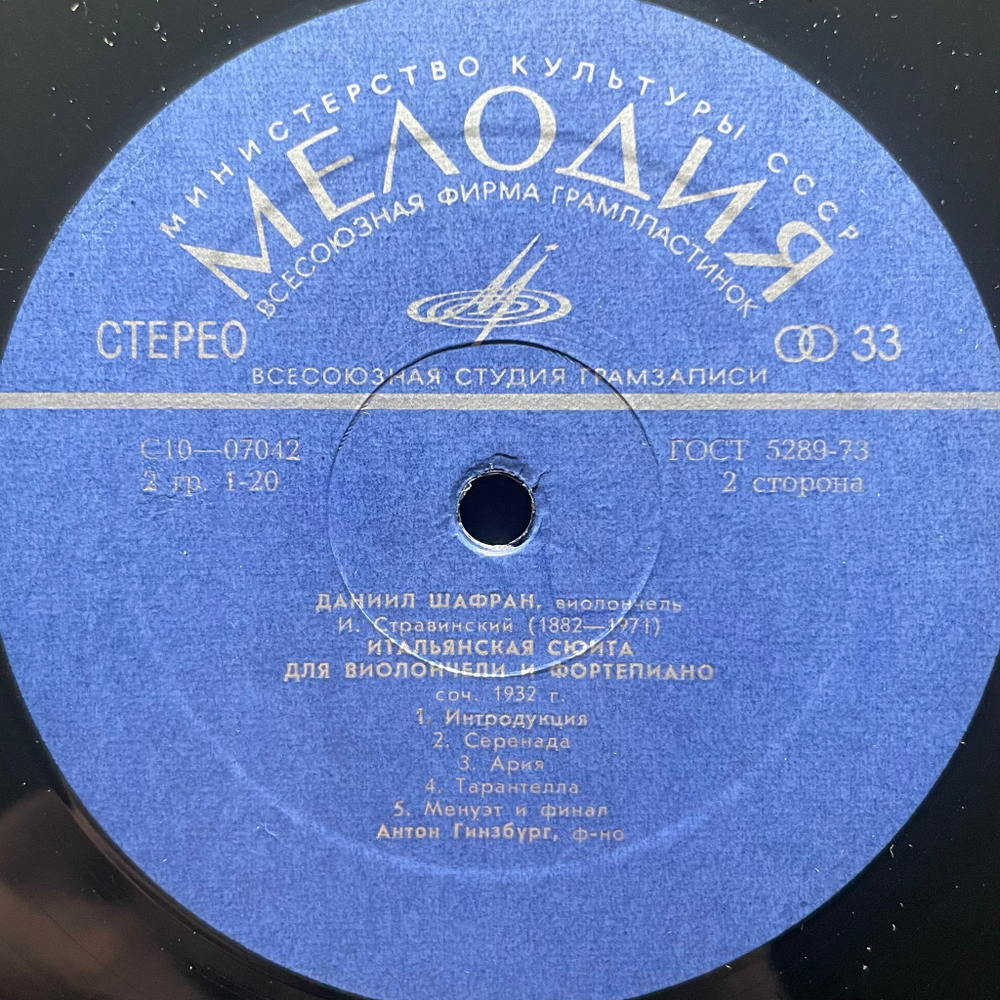 МИНИСТЕРСТВО КУЛЬТУРЫ СССР
МЕЛОДИЯ
ВСЕСОЮЗНАЯ ФИРМА ГРАМПЛАСТИНОК
СТЕРЕО
33
ВСЕСОЮЗНАЯ СТУДИЯ ГРАМЗАПИСИ
С10—07042
ГОСТ 5289-73
2 гр. 1-20
2 сторона
ДАНИИЛ ШАФРАН, виолончель
И. Стравинский (1882—1971)
ИТАЛЬЯНСКАЯ СЮИТА
ДЛЯ ВИОЛОНЧЕЛИ И ФОРТЕПИАНО
соч. 1932 г.
1. Интродукция
2. Серенада
3. Ария
4. Тарантелла
5. Менуэт и финал
Антон Гинзбург, ф-но